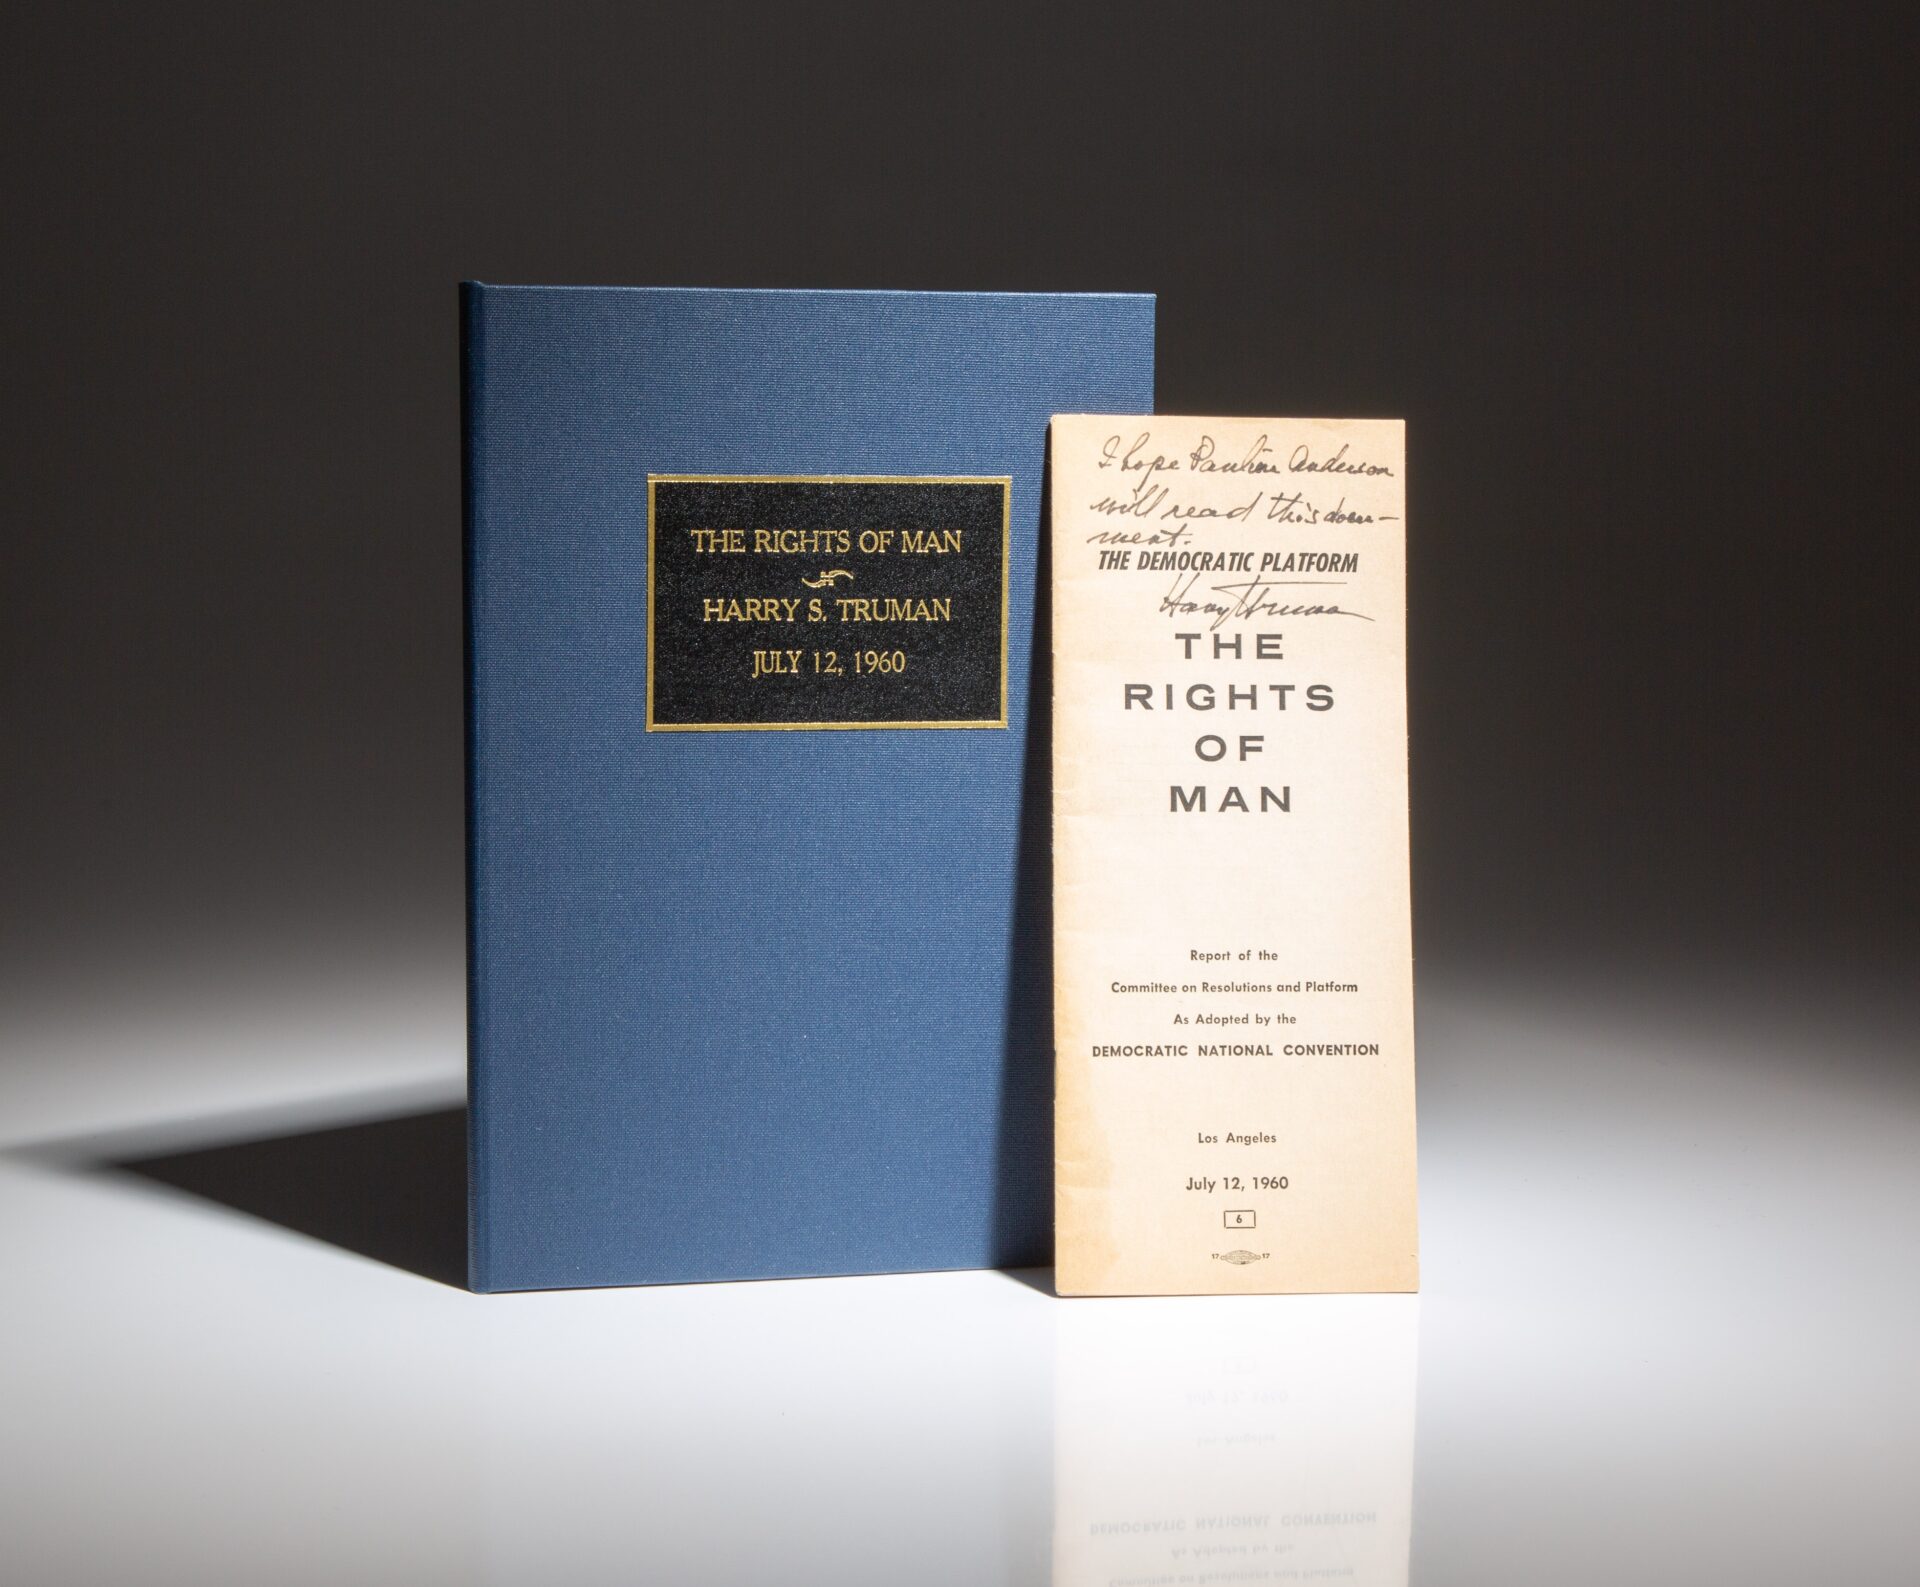 THE RIGHTS OF MAN
HARRY S. TRUMAN
JULY 12, 1960
I hope Pauline Anderson
will read this docu-
ment.
THE DEMOCRATIC PLATFORM
Harry Truman
THE
RIGHTS
OF
MAN
Report of the
Committee on Resolutions and Platform
As Adopted by the
DEMOCRATIC NATIONAL CONVENTION
Los Angeles
July 12, 1960
6
17 17